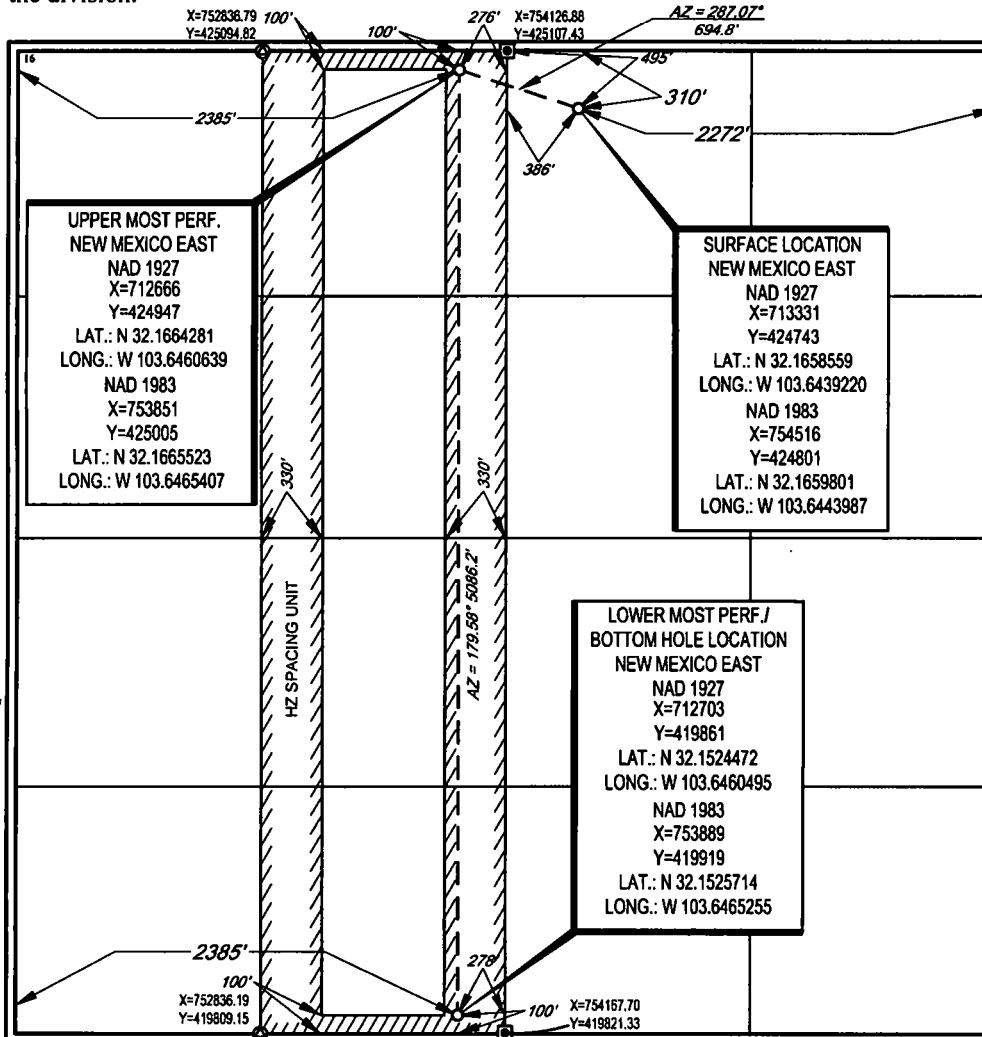 the division.
X=752836.79
Y=425094.82
100'
100'
276'
X=754126.88
Y=425107.43
AZ = 287.07°
694.8'
16
495'
310'
2385'
2272'
386'
UPPER MOST PERF.
NEW MEXICO EAST
NAD 1927
X=712666
Y=424947
LAT.: N 32.1664281
LONG.: W 103.6460639
NAD 1983
X=753851
Y=425005
LAT.: N 32.1665523
LONG.: W 103.6465407
SURFACE LOCATION
NEW MEXICO EAST
NAD 1927
X=713331
Y=424743
LAT.: N 32.1658559
LONG.: W 103.6439220
NAD 1983
X=754516
Y=424801
LAT.: N 32.1659801
LONG.: W 103.6443987
330'
330'
HZ SPACING UNIT
AZ = 179.58° 5086.2'
LOWER MOST PERF./
BOTTOM HOLE LOCATION
NEW MEXICO EAST
NAD 1927
X=712703
Y=419861
LAT.: N 32.1524472
LONG.: W 103.6460495
NAD 1983
X=753889
Y=419919
LAT.: N 32.1525714
LONG.: W 103.6465255
2385'
278'
100'
100'
X=752836.19
Y=419809.15
X=754167.70
Y=419821.33